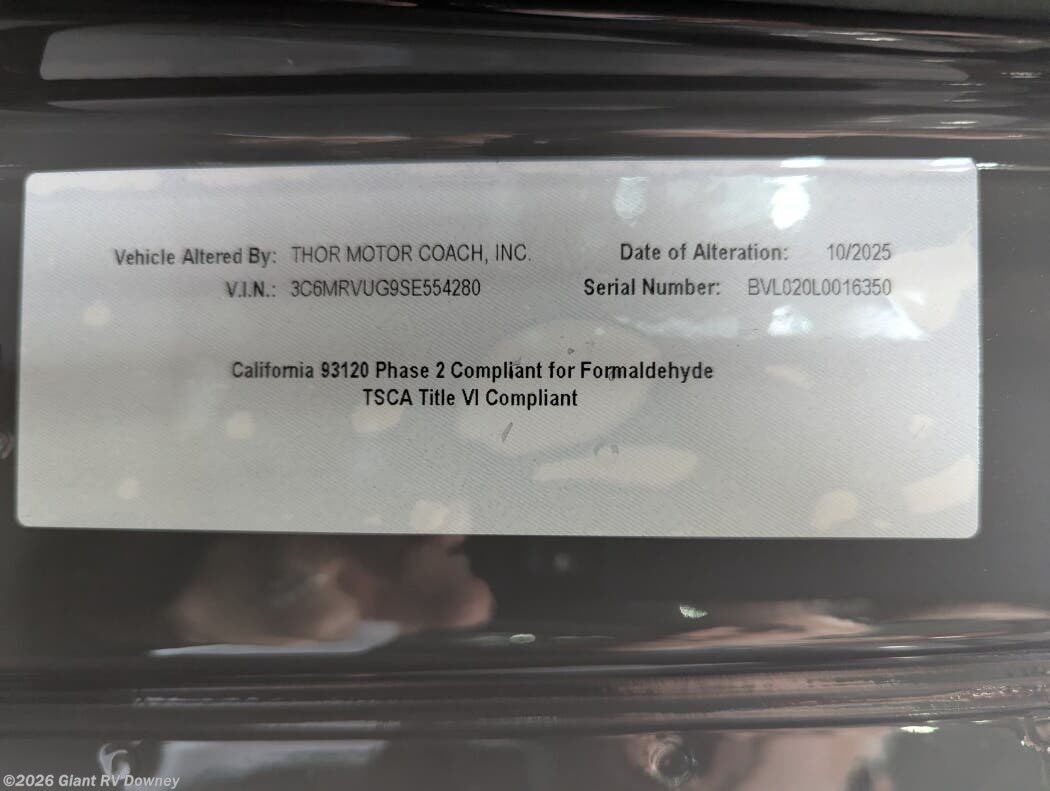 Vehicle Altered By: THOR MOTOR COACH, INC. Date of Alteration: 10/2025
V.I.N.: 3C6MRVUG9SE554280 Serial Number: BVL020L0016350
California 93120 Phase 2 Compliant for Formaldehyde
TSCA Title VI Compliant
©2026 Giant RV Downey